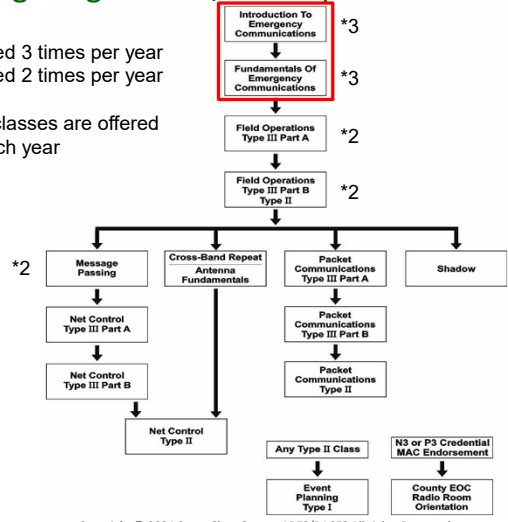 Introduction To
Emergency
Communications
*3
ed 3 times per year
ed 2 times per year
Fundamentals Of
Emergency
Communications
*3
classes are offered
ch year
Field Operations
Type III Part A
*2
Field Operations
Type III Part B
Type II
*2
*2
Message
Passing
Cross-Band Repeat
Antenna
Fundamentals
Packet
Communications
Type III Part A
Shadow
Net Control
Type III Part A
Packet
Communications
Type III Part B
Net Control
Type III Part B
Packet
Communications
Type II
Net Control
Type II
Any Type II Class
N3 or P3 Credential
MAC Endorsement
Event
Planning
Type I
County EOC
Radio Room
Orientation